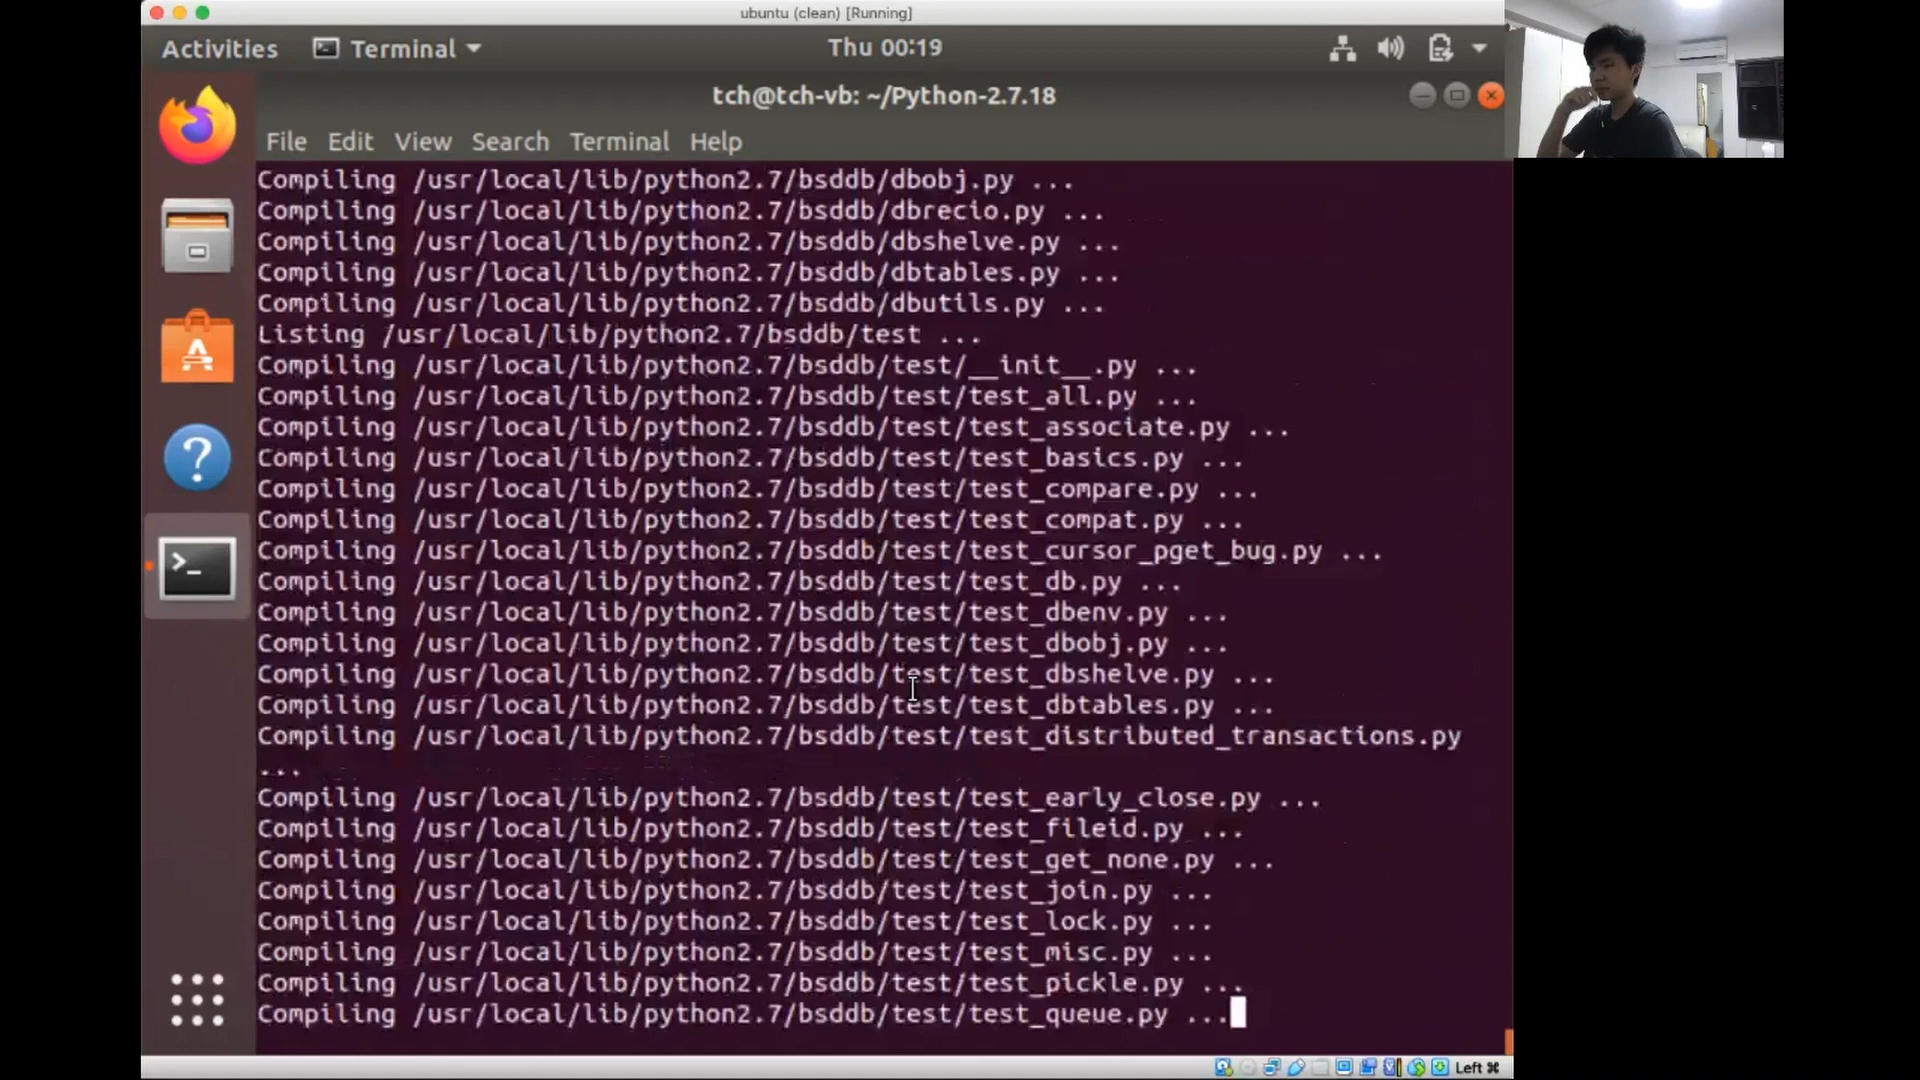 ubuntu (clean) [Running]
Activities Terminal Thu 00:19
tch@tch-vb: ~/Python-2.7.18
File Edit View Search Terminal Help
Compiling /usr/local/lib/python2.7/bsddb/dbobj.py ...
Compiling /usr/local/lib/python2.7/bsddb/dbrecio.py ...
Compiling /usr/local/lib/python2.7/bsddb/dbshelve.py ...
Compiling /usr/local/lib/python2.7/bsddb/dbtables.py ...
Compiling /usr/local/lib/python2.7/bsddb/dbutils.py ...
Listing /usr/local/lib/python2.7/bsddb/test ...
Compiling /usr/local/lib/python2.7/bsddb/test/__init__.py ...
Compiling /usr/local/lib/python2.7/bsddb/test/test_all.py ...
Compiling /usr/local/lib/python2.7/bsddb/test/test_associate.py ...
Compiling /usr/local/lib/python2.7/bsddb/test/test_basics.py ...
Compiling /usr/local/lib/python2.7/bsddb/test/test_compare.py ...
Compiling /usr/local/lib/python2.7/bsddb/test/test_compat.py ...
Compiling /usr/local/lib/python2.7/bsddb/test/test_cursor_pget_bug.py ...
Compiling /usr/local/lib/python2.7/bsddb/test/test_db.py ...
Compiling /usr/local/lib/python2.7/bsddb/test/test_dbenv.py ...
Compiling /usr/local/lib/python2.7/bsddb/test/test_dbobj.py ...
Compiling /usr/local/lib/python2.7/bsddb/test/test_dbshelve.py ...
Compiling /usr/local/lib/python2.7/bsddb/test/test_dbtables.py ...
Compiling /usr/local/lib/python2.7/bsddb/test/test_distributed_transactions.py
...
Compiling /usr/local/lib/python2.7/bsddb/test/test_early_close.py ...
Compiling /usr/local/lib/python2.7/bsddb/test/test_fileid.py ...
Compiling /usr/local/lib/python2.7/bsddb/test/test_get_none.py ...
Compiling /usr/local/lib/python2.7/bsddb/test/test_join.py ...
Compiling /usr/local/lib/python2.7/bsddb/test/test_lock.py ...
Compiling /usr/local/lib/python2.7/bsddb/test/test_misc.py ...
Compiling /usr/local/lib/python2.7/bsddb/test/test_pickle.py ...
Compiling /usr/local/lib/python2.7/bsddb/test/test_queue.py ...
Left ⌘